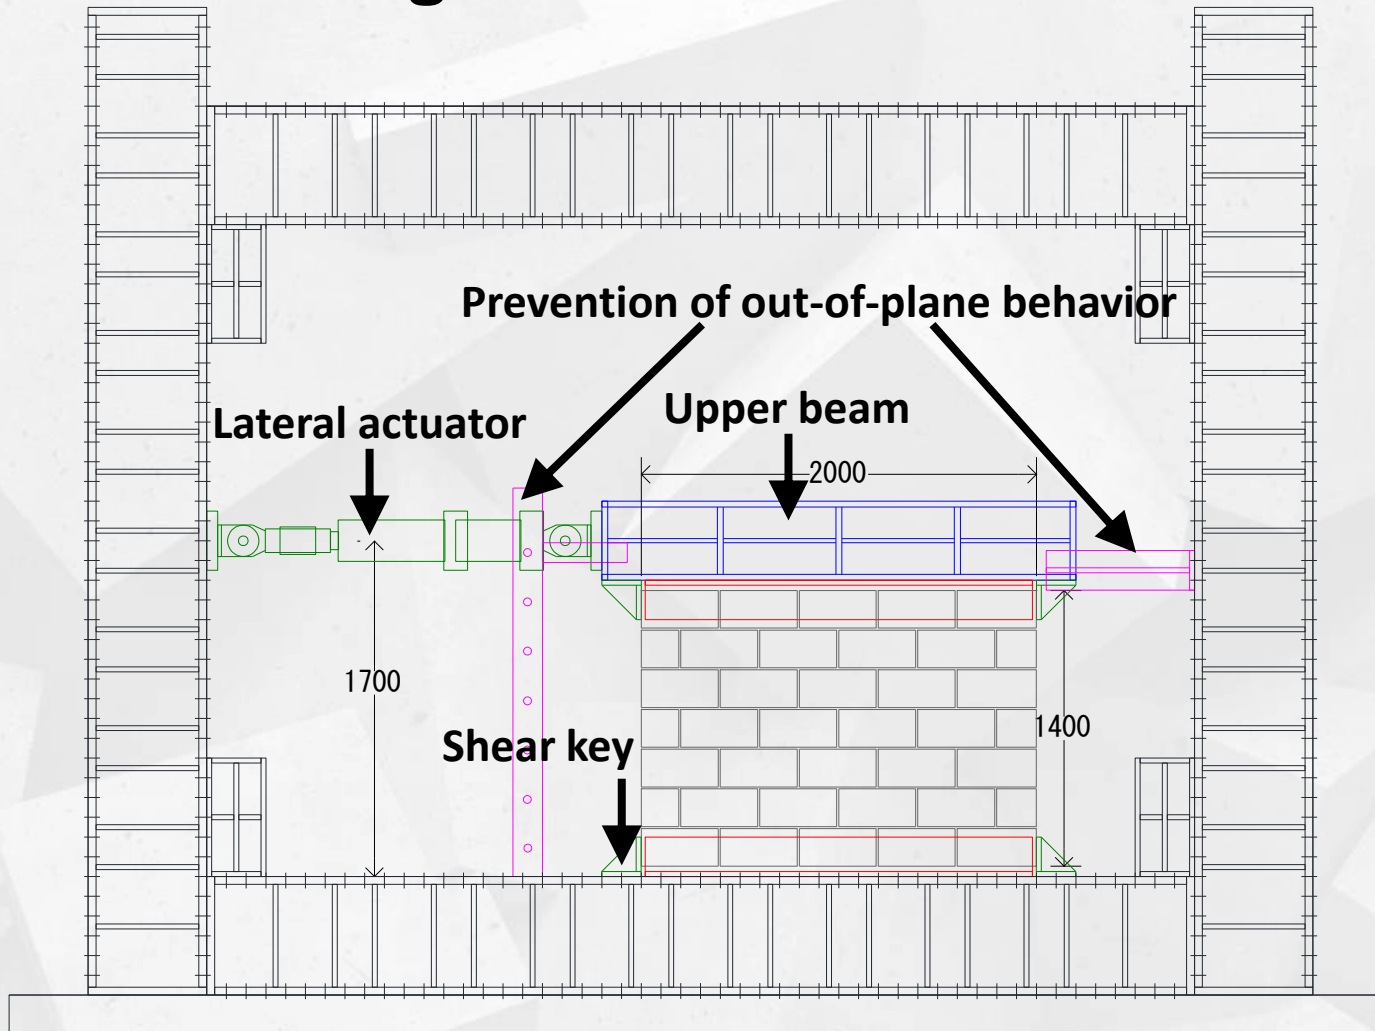 Prevention of out-of-plane behavior
Lateral actuator
Upper beam
2000
1700
1400
Shear key